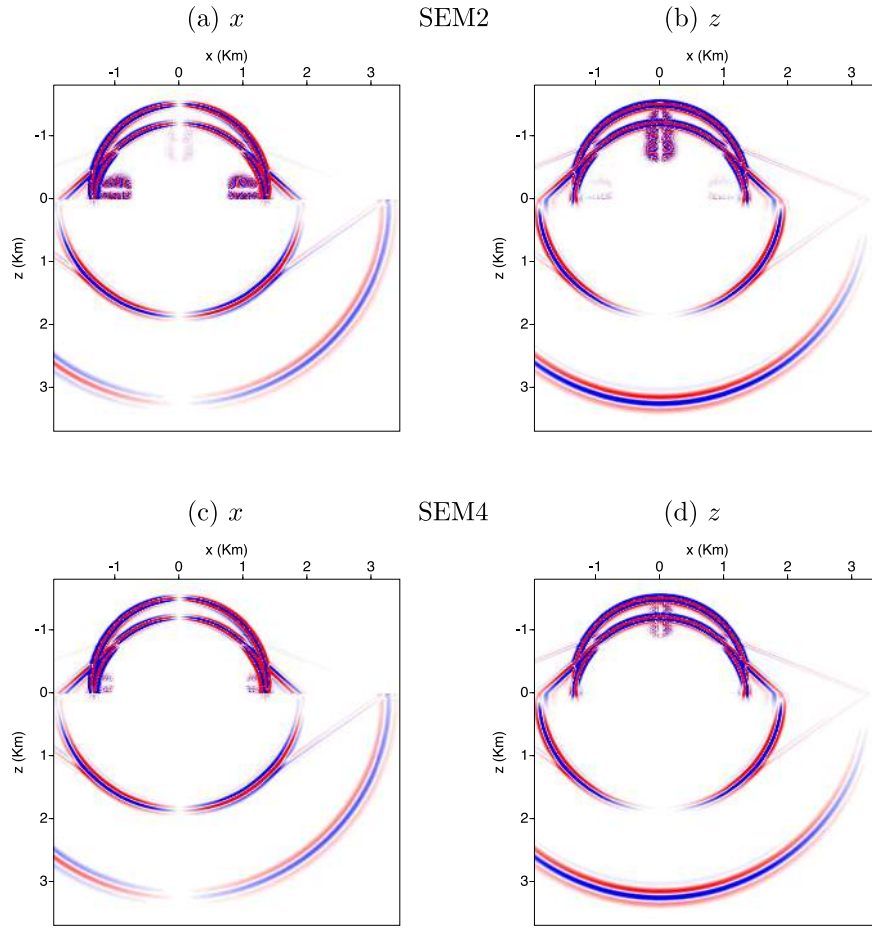 (a) x SEM2 (b) z
x (Km) x (Km)
-1 0 1 2 3 -1 0 1 2 3
-1 -1
0 0
z (Km) z (Km)
1 1
2 2
3 3
(c) x SEM4 (d) z
x (Km) x (Km)
-1 0 1 2 3 -1 0 1 2 3
-1 -1
0 0
z (Km) z (Km)
1 1
2 2
3 3